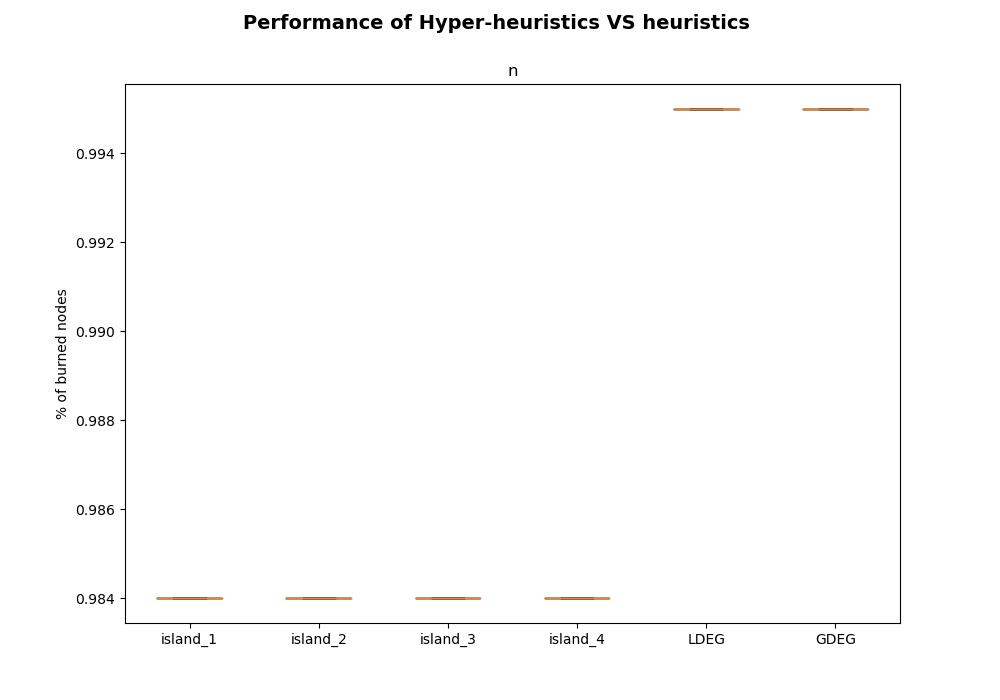 Performance of Hyper-heuristics VS heuristics
n
% of burned nodes
0.994
0.992
0.990
0.988
0.986
0.984
island_1 island_2 island_3 island_4 LDEG GDEG